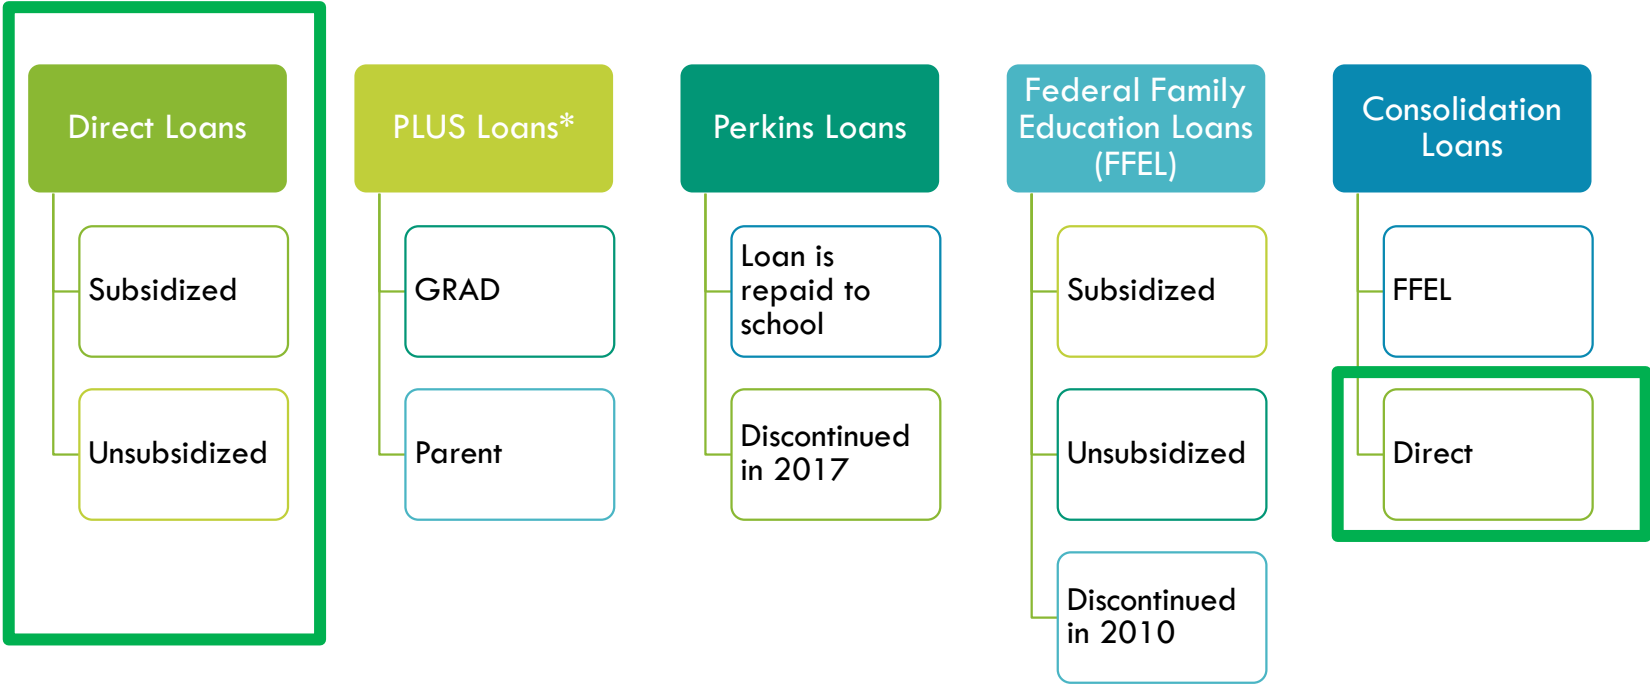 Direct Loans
Subsidized
Unsubsidized
PLUS Loans*
GRAD
Parent
Perkins Loans
Loan is
repaid to
school
Discontinued
in 2017
Federal Family
Education Loans
(FFEL)
Subsidized
Unsubsidized
Discontinued
in 2010
Consolidation
Loans
FFEL
Direct